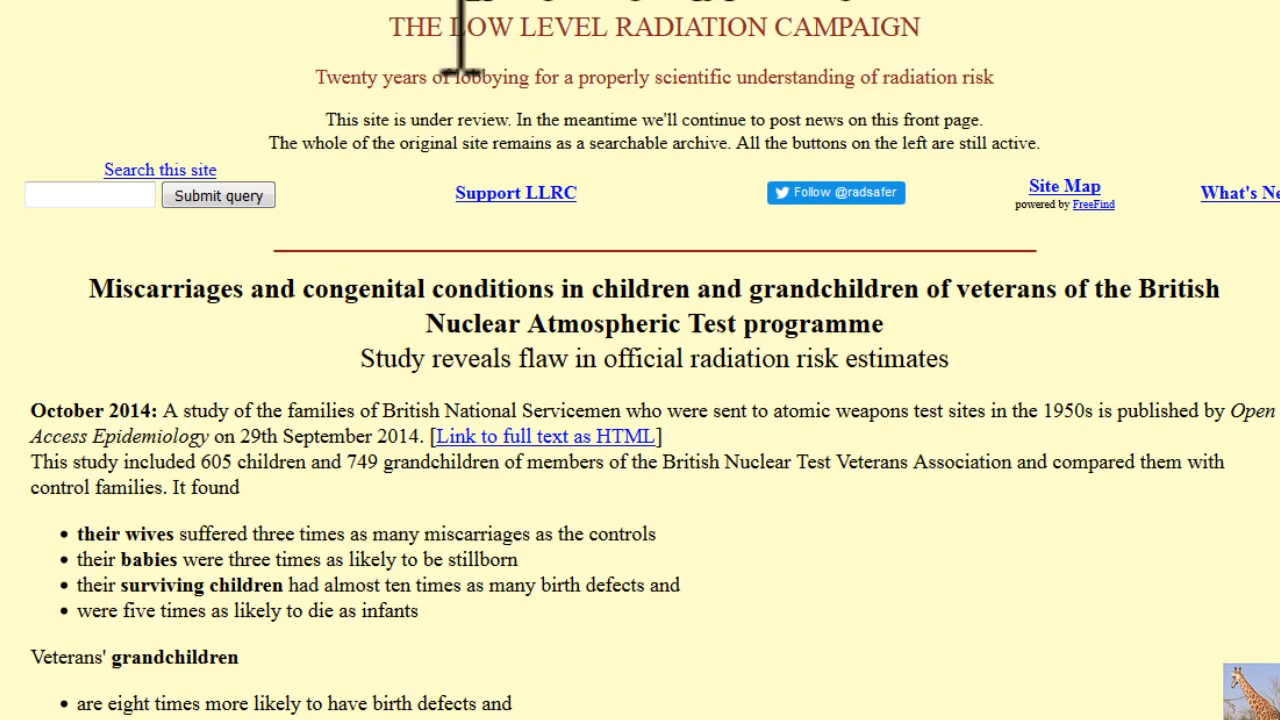 THE LOW LEVEL RADIATION CAMPAIGN
Twenty years of lobbying for a properly scientific understanding of radiation risk
This site is under review. In the meantime we'll continue to post news on this front page.
The whole of the original site remains as a searchable archive. All the buttons on the left are still active.
Search this site
Submit query
Support LLRC
Follow @radsafer
Site Map
powered by FreeFind
What's Ne
Miscarriages and congenital conditions in children and grandchildren of veterans of the British
Nuclear Atmospheric Test programme
Study reveals flaw in official radiation risk estimates
October 2014: A study of the families of British National Servicemen who were sent to atomic weapons test sites in the 1950s is published by Open
Access Epidemiology on 29th September 2014. [Link to full text as HTML]
This study included 605 children and 749 grandchildren of members of the British Nuclear Test Veterans Association and compared them with
control families. It found
• their wives suffered three times as many miscarriages as the controls
• their babies were three times as likely to be stillborn
• their surviving children had almost ten times as many birth defects and
• were five times as likely to die as infants
Veterans' grandchildren
• are eight times more likely to have birth defects and